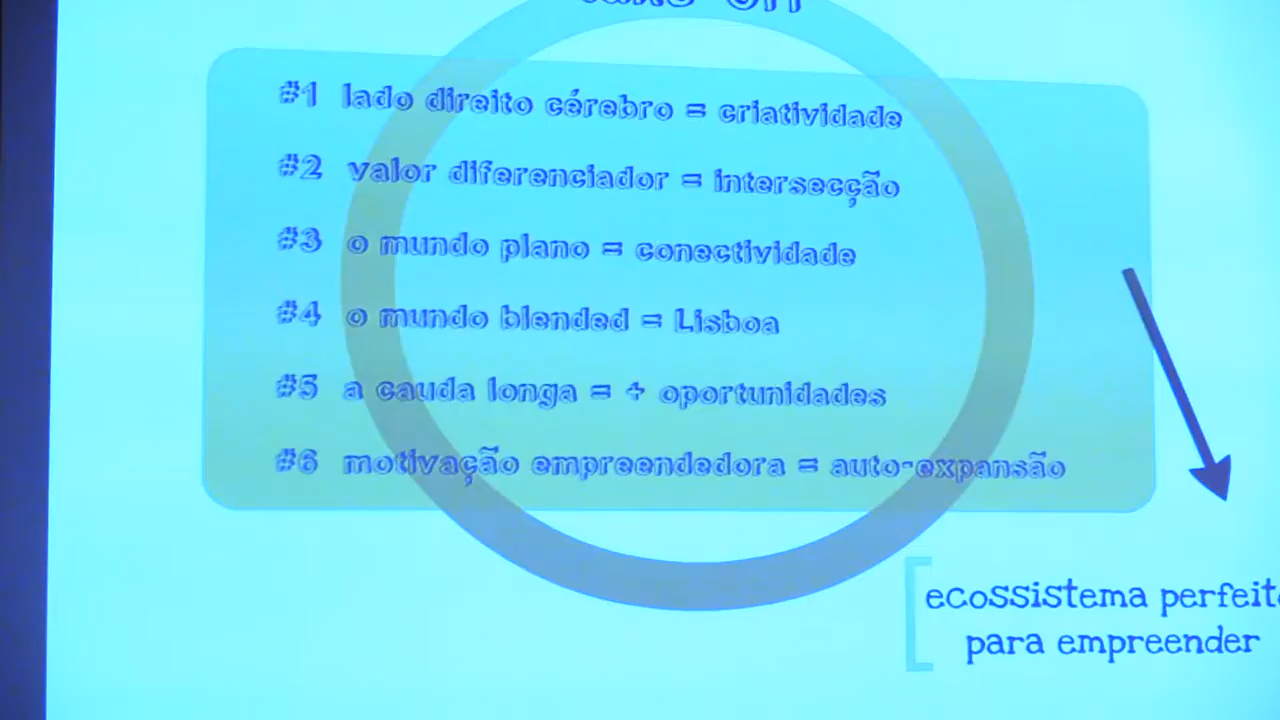 #1 lado direito cérebro = criatividade
#2 valor diferenciador = intersecção
#3 o mundo plano = conectividade
#4 o mundo blended = Lisboa
#5 a cauda longa = + oportunidades
#6 motivação empreendedora = auto-expansão
ecossistema perfeito
para empreender